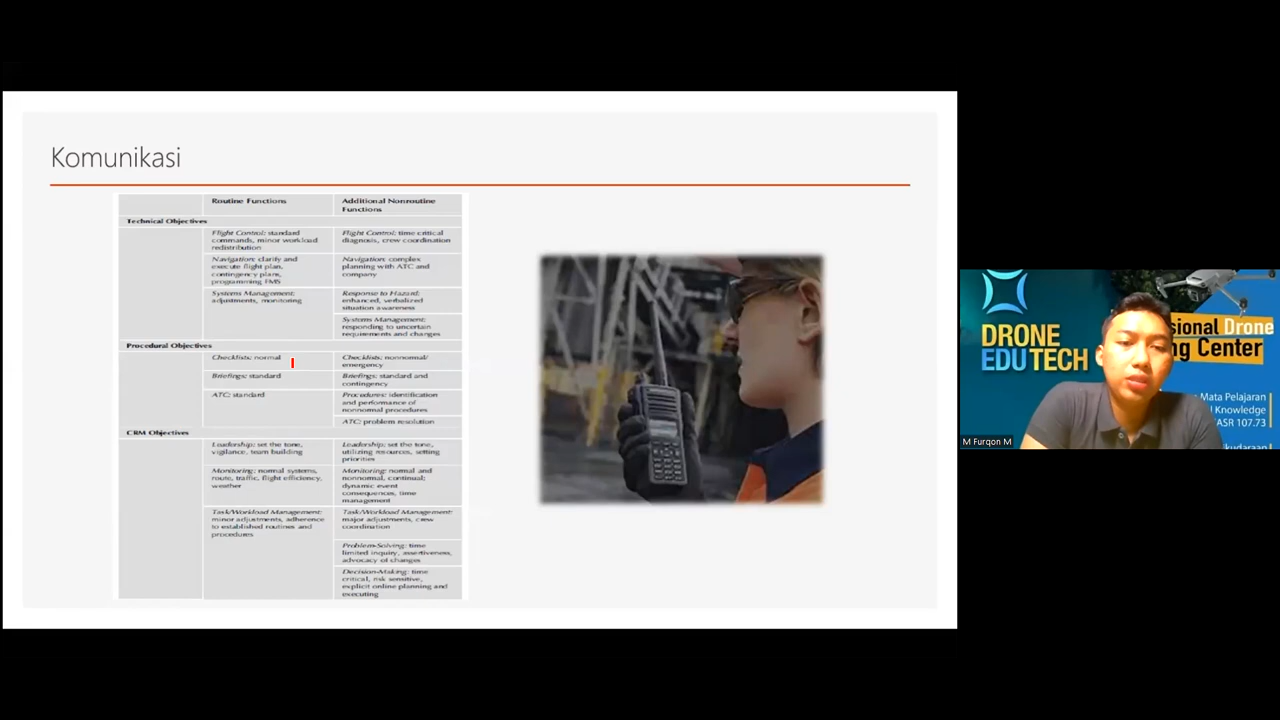 Komunikasi
Routine Functions
Additional Nonroutine
Functions
Technical Objectives
Flight Control: standard
commands, minor workload
redistribution
Flight Control: time critical
diagnosis, crew coordination
Navigation: clarify and
execute flight plan,
contingency plans,
programming FMS
Navigation: complex
planning with ATC and
company
Systems Management:
adjustments, monitoring
Response to Hazard:
enhanced, verbalized
situation awareness
Systems Management:
responding to uncertain
requirements and changes
Procedural Objectives
Checklists: normal
Checklists: nonnormal/
emergency
Briefings: standard
Briefings: standard and
contingency
ATC: standard
Procedures: identification
and performance of
nonnormal procedures
ATC: problem resolution
CRM Objectives
Leadership: set the tone,
vigilance, team building
Leadership: set the tone,
utilizing resources, setting
priorities
Monitoring: normal systems,
route, traffic, flight efficiency,
weather
Monitoring: normal and
nonnormal, continual;
dynamic event
consequences, time
management
Task/Workload Management:
minor adjustments, adherence
to established routines and
procedures
Task/Workload Management:
major adjustments, crew
coordination
Problem-Solving: time
limited inquiry, assertiveness,
advocacy of changes
Decision-Making: time
critical, risk sensitive,
explicit online planning and
executing
DRONE
EDUTECH
sional Drone
ng Center
Mata Pelajaran
l Knowledge
ASR 107.73
kudaraan
M Furqon M